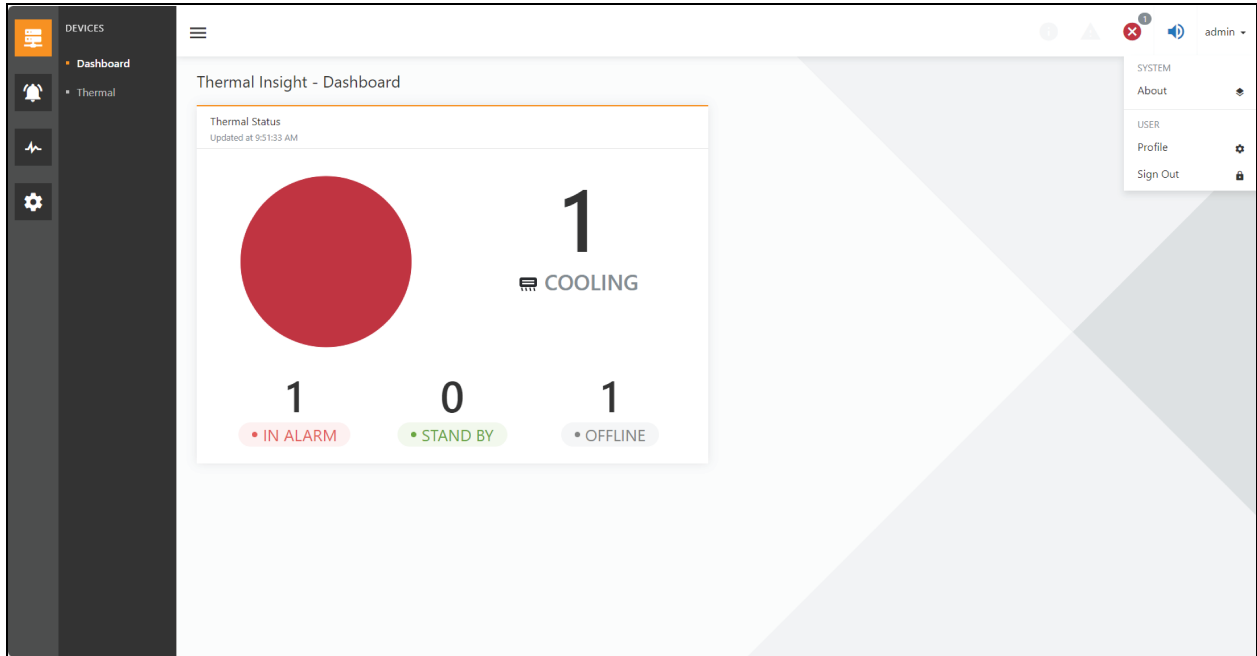 DEVICES
Dashboard
Thermal
1
admin
SYSTEM
About
USER
Profile
Sign Out
Thermal Insight - Dashboard
Thermal Status
Updated at 9:51:33 AM
1
COOLING
1
0
1
IN ALARM
STAND BY
OFFLINE